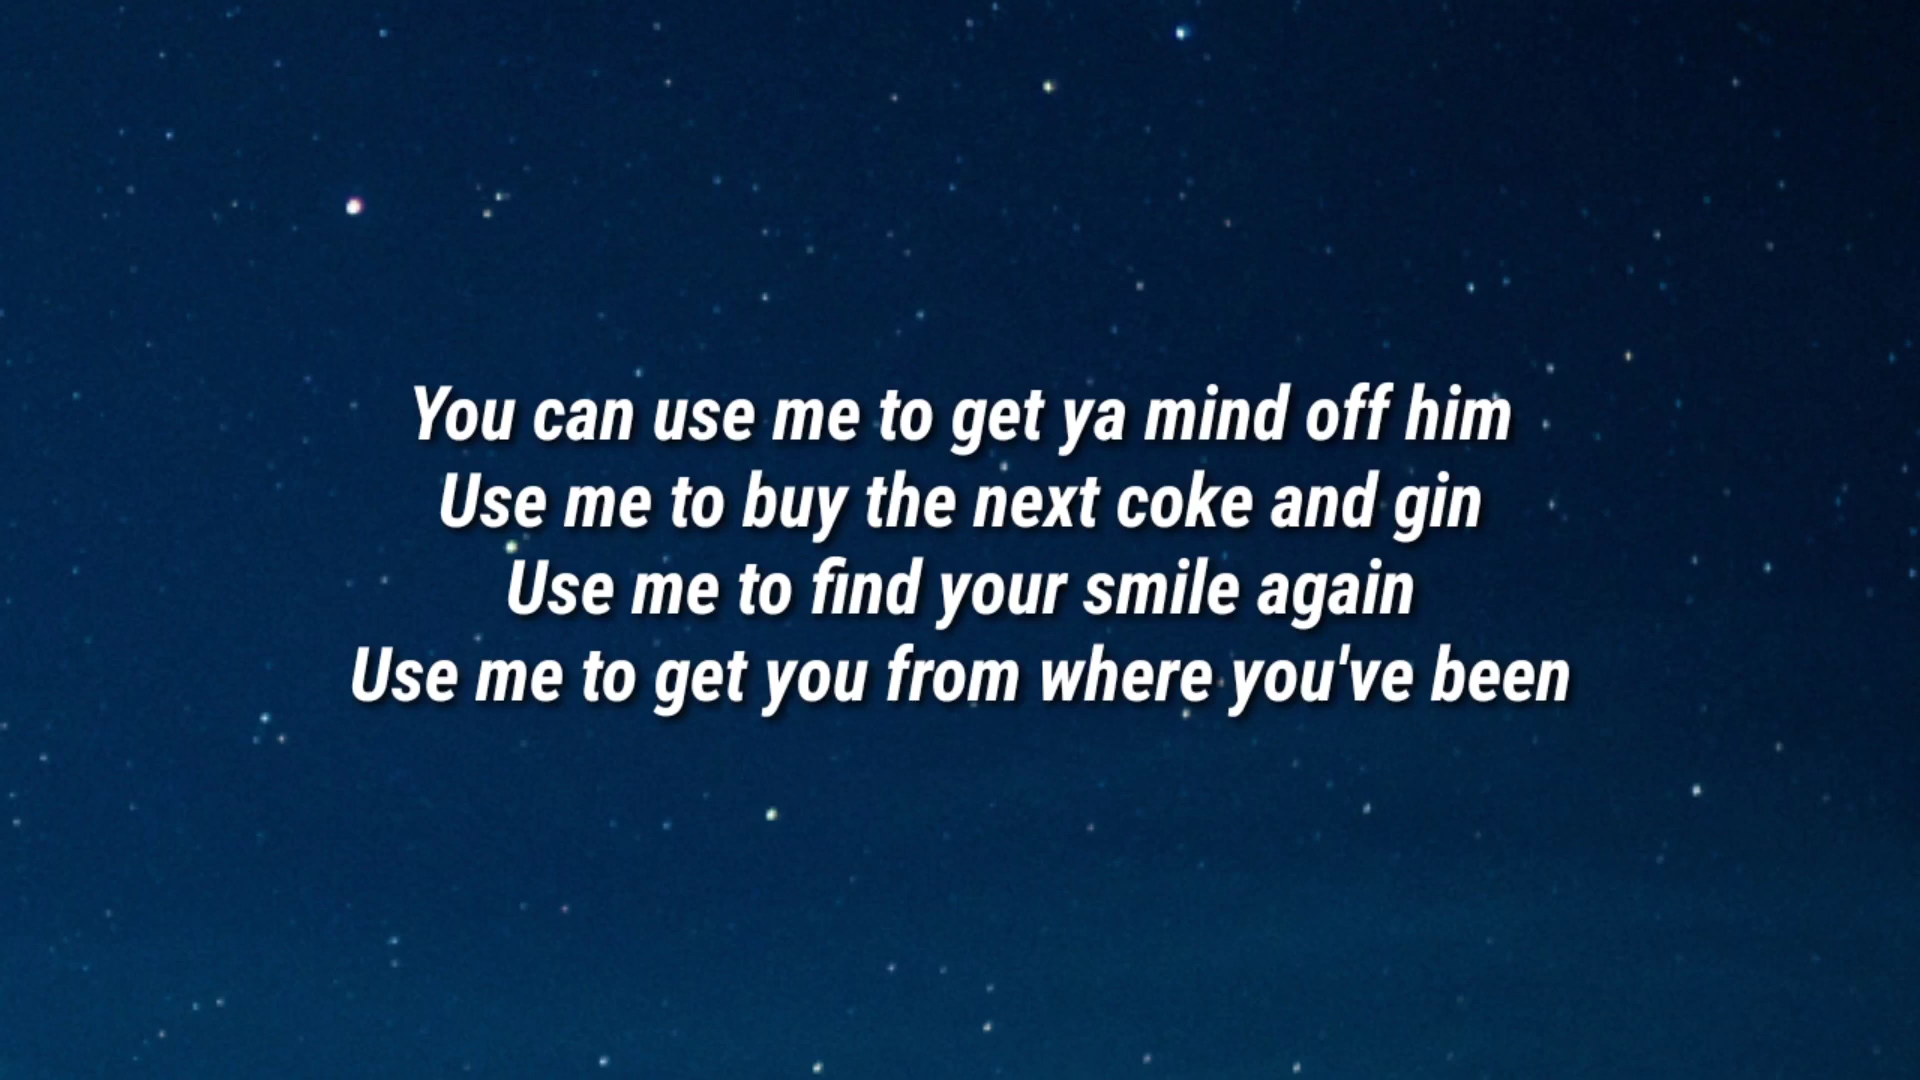 You can use me to get ya mind off him
Use me to buy the next coke and gin
Use me to find your smile again
Use me to get you from where you've been